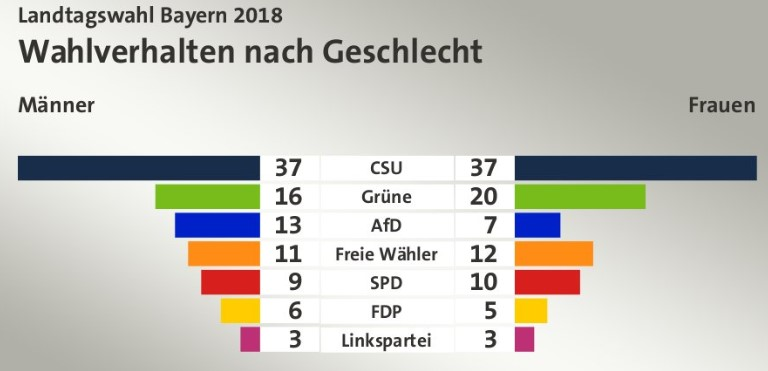 Landtagswahl Bayern 2018
Wahlverhalten nach Geschlecht
Männer Frauen
37 CSU 37
16 Grüne 20
13 AfD 7
11 Freie Wähler 12
9 SPD 10
6 FDP 5
3 Linkspartei 3